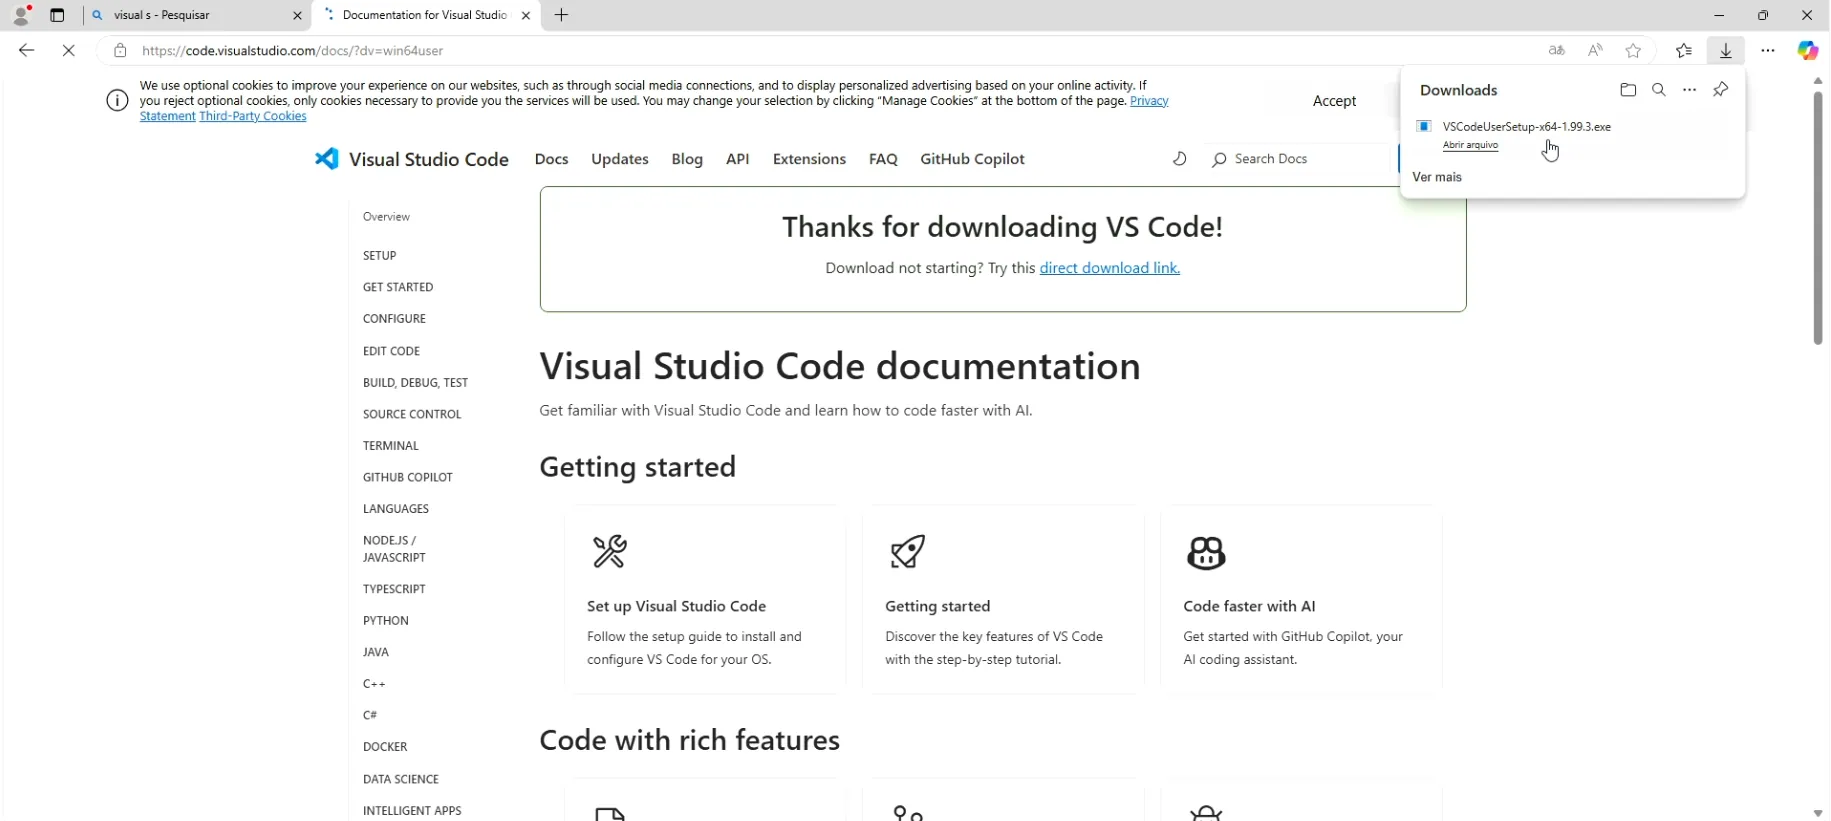 visual s - Pesquisar
Documentation for Visual Studio
https://code.visualstudio.com/docs/?dv=win64user
We use optional cookies to improve your experience on our websites, such as through social media connections, and to display personalized advertising based on your online activity. If
you reject optional cookies, only cookies necessary to provide you the services will be used. You may change your selection by clicking "Manage Cookies" at the bottom of the page. Privacy
Statement Third-Party Cookies
Accept
Downloads
VSCodeUserSetup-x64-1.99.3.exe
Abrir arquivo
Ver mais
Visual Studio Code
Docs
Updates
Blog
API
Extensions
FAQ
GitHub Copilot
Search Docs
Overview
SETUP
GET STARTED
CONFIGURE
EDIT CODE
BUILD, DEBUG, TEST
SOURCE CONTROL
TERMINAL
GITHUB COPILOT
LANGUAGES
NODE.JS /
JAVASCRIPT
TYPESCRIPT
PYTHON
JAVA
C++
C#
DOCKER
DATA SCIENCE
INTELLIGENT APPS
Thanks for downloading VS Code!
Download not starting? Try this direct download link.
Visual Studio Code documentation
Get familiar with Visual Studio Code and learn how to code faster with AI.
Getting started
Set up Visual Studio Code
Follow the setup guide to install and
configure VS Code for your OS.
Getting started
Discover the key features of VS Code
with the step-by-step tutorial.
Code faster with AI
Get started with GitHub Copilot, your
AI coding assistant.
Code with rich features